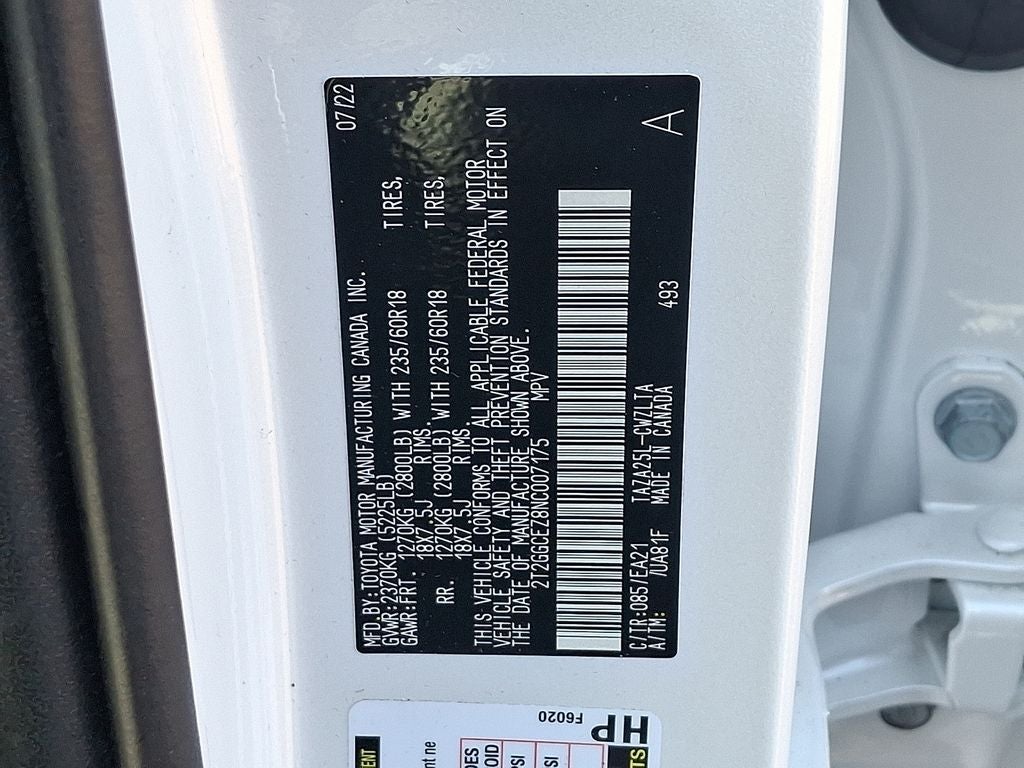 MFD.BY:TOYOTA MOTOR MANUFACTURING CANADA INC. 07/22
GVWR:2370KG (5225LB)
GAWR:FRT. 1270KG (2800LB) WITH 235/60R18 TIRES,
18X7.5J RIMS.
RR. 1270KG (2800LB) WITH 235/60R18 TIRES,
18X7.5J RIMS.
THIS VEHICLE CONFORMS TO ALL APPLICABLE FEDERAL MOTOR
VEHICLE SAFETY AND THEFT PREVENTION STANDARDS IN EFFECT ON
THE DATE OF MANUFACTURE SHOWN ABOVE.
2T2GGCEZ8NC007175 MPV
C/TR:085/EA21 TAZA25L-CWZLTA 493 A
A/TM: /UA81F MADE IN CANADA
F6020
HP